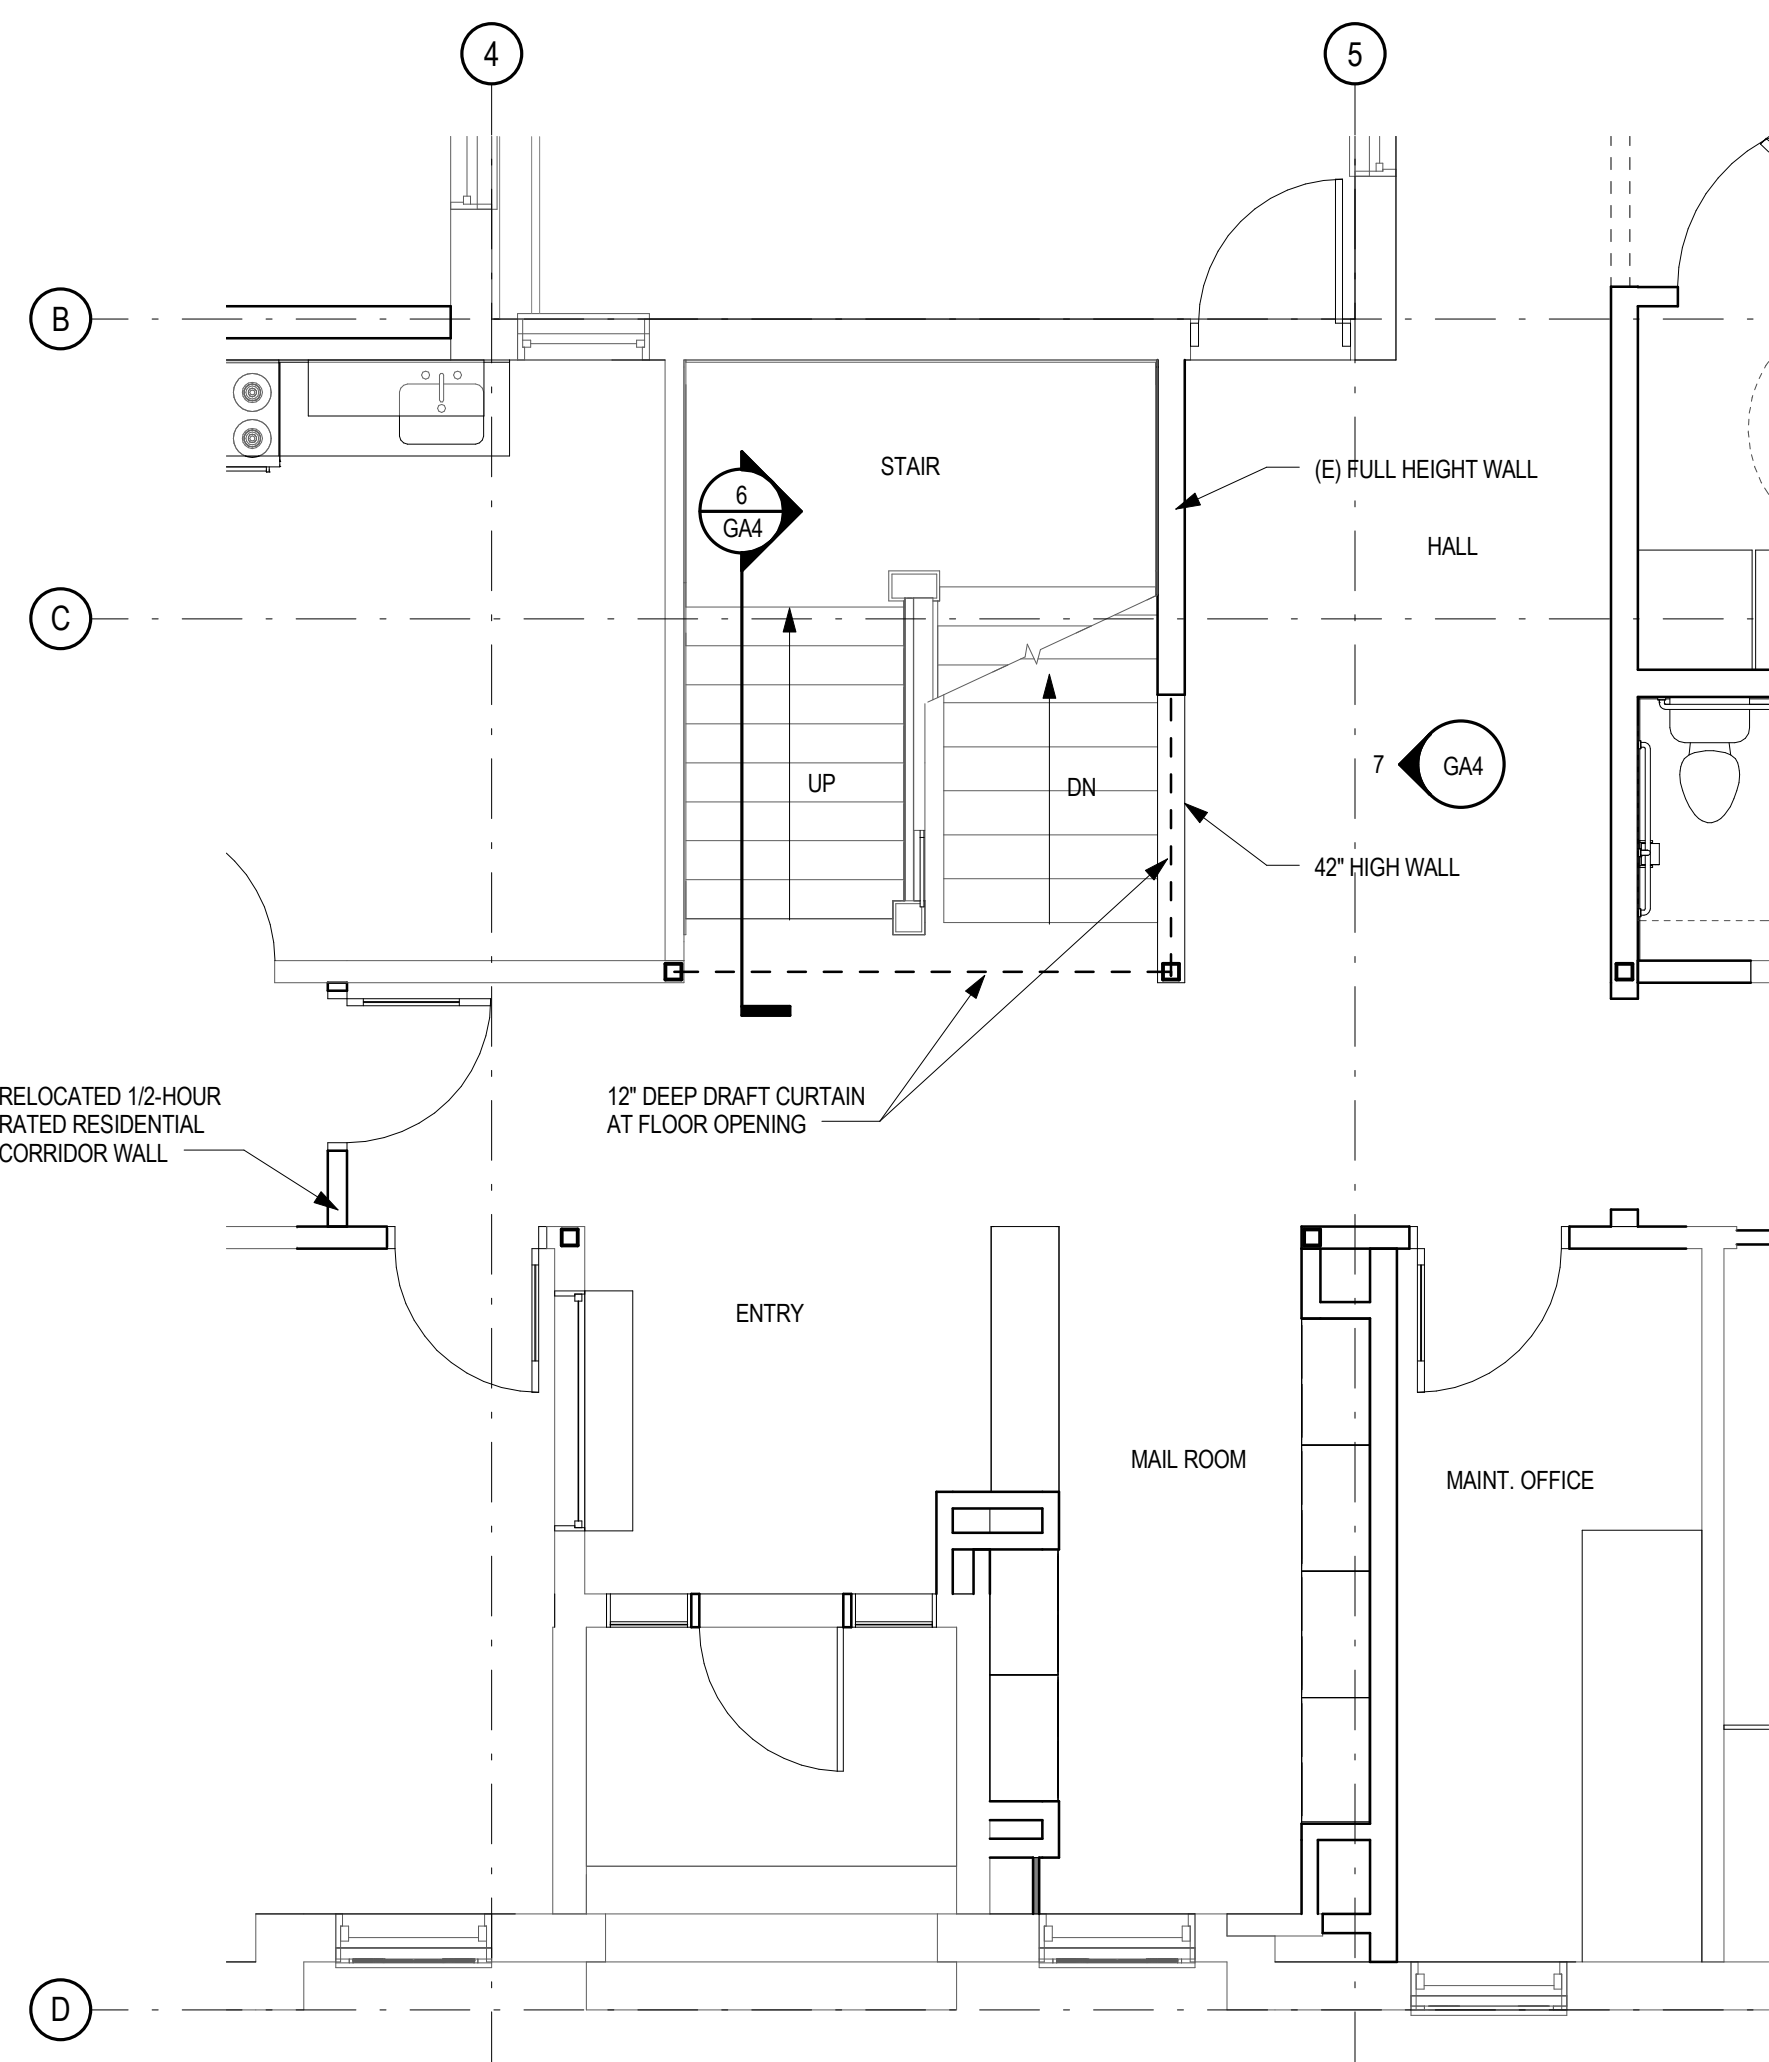 4
5
B
6
GA4
STAIR
(E) FULL HEIGHT WALL
HALL
C
UP
DN
7
GA4
42" HIGH WALL
RELOCATED 1/2-HOUR
RATED RESIDENTIAL
CORRIDOR WALL
12" DEEP DRAFT CURTAIN
AT FLOOR OPENING
ENTRY
MAIL ROOM
MAINT. OFFICE
D